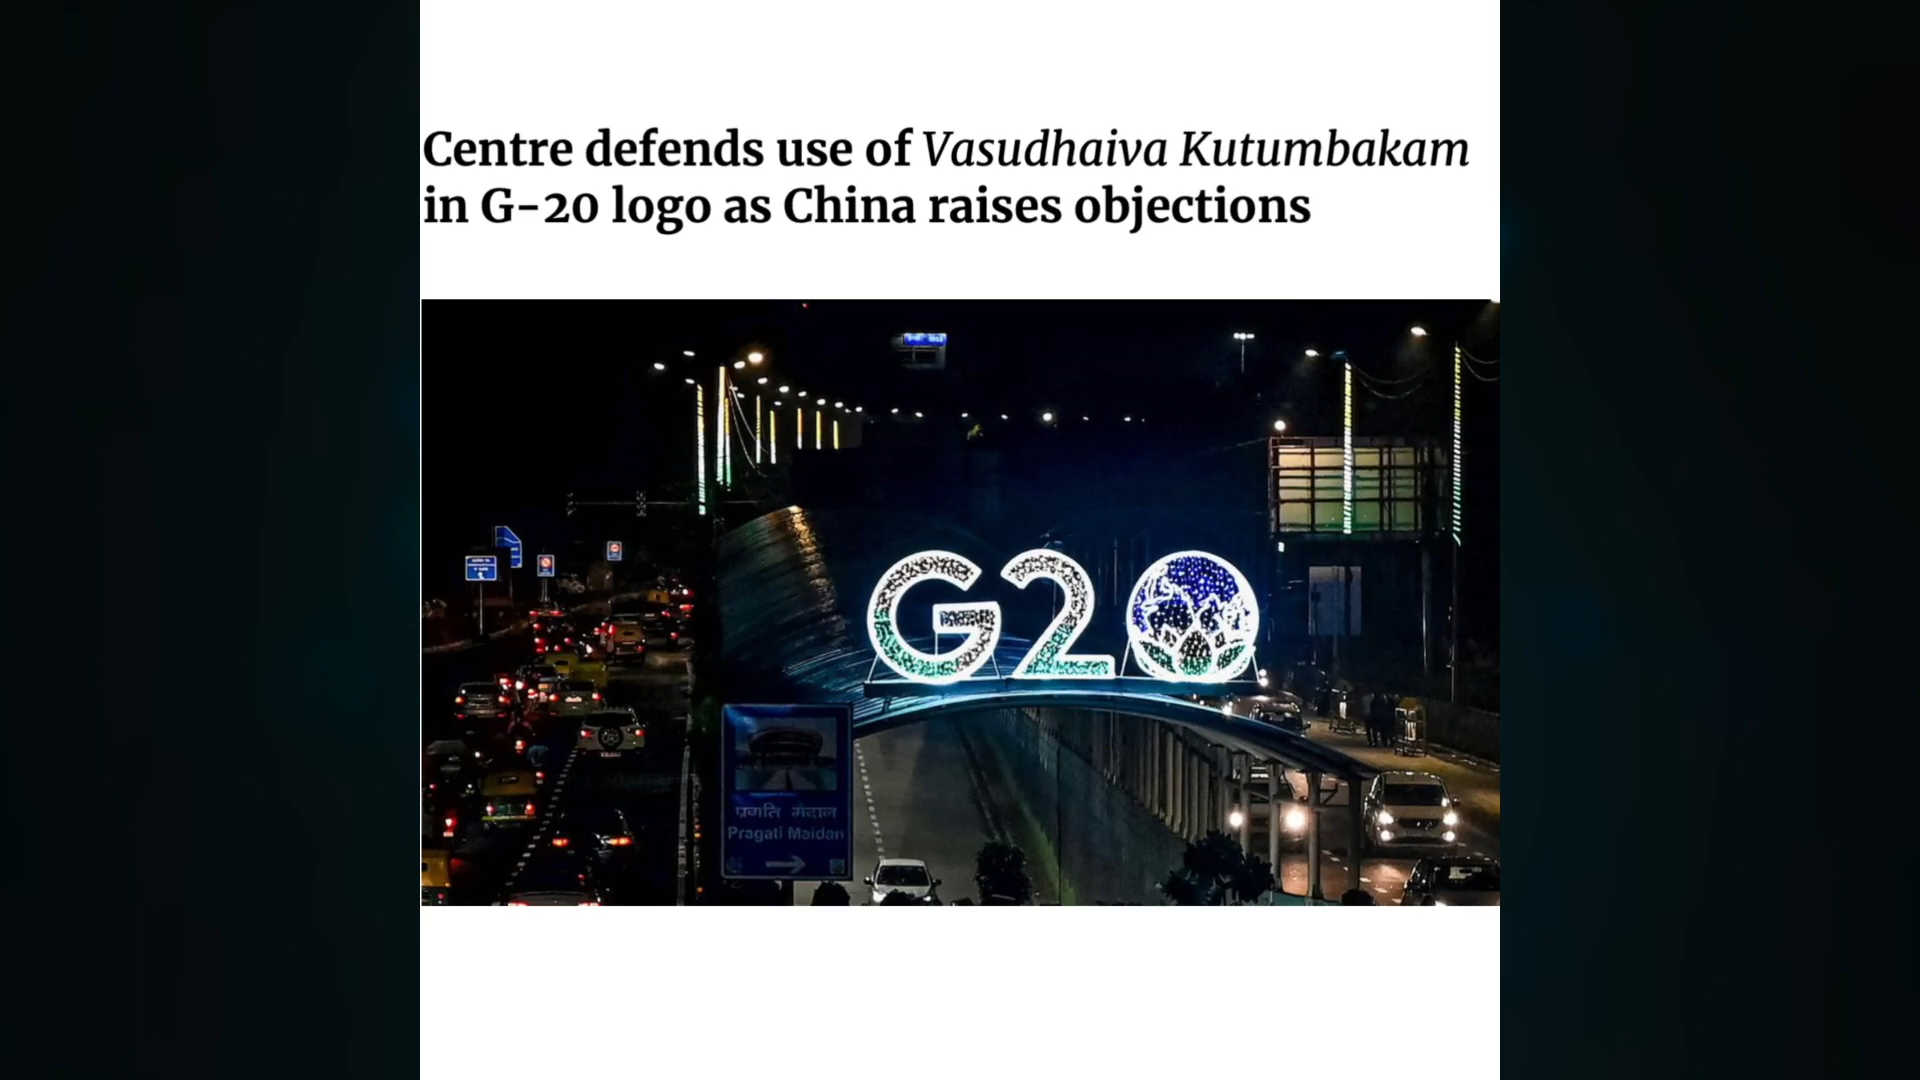 Centre defends use of Vasudhaiva Kutumbakam
in G-20 logo as China raises objections
G20
प्रगति मैदान
Pragati Maidan